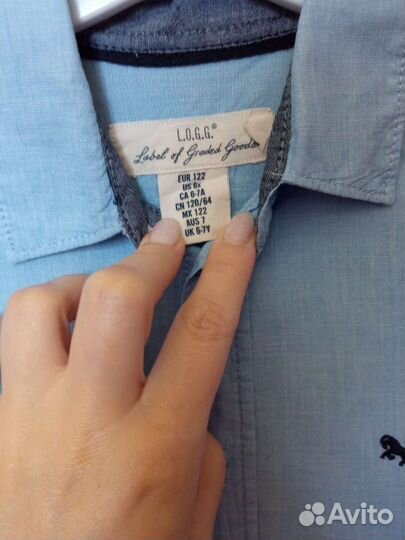 L.O.G.G.®
Label of Graded Goods
EUR 122
US 6x
CA 6-7A
CN 120/64
MX 122
AUS 7
UK 6-7Y
Avito